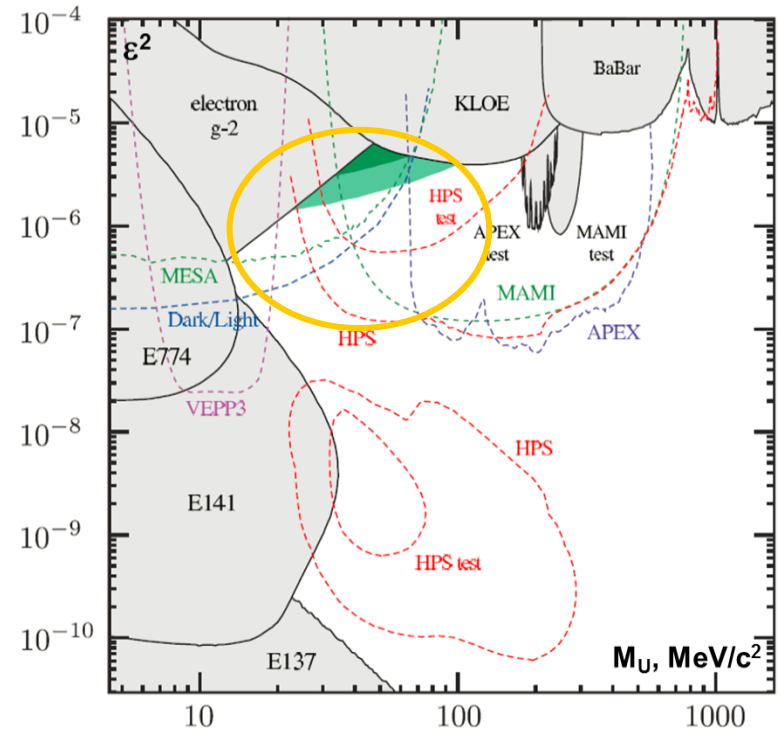 10⁻⁴
ε²
BaBar
electron
g-2
KLOE
10⁻⁵
HPS
test
10⁻⁶
APEX
test
MAMI
test
MESA
MAMI
Dark/Light
10⁻⁷
HPS
APEX
E774
VEPP3
10⁻⁸
HPS
E141
10⁻⁹
HPS test
10⁻¹⁰
E137
M_U, MeV/c²
10
100
1000